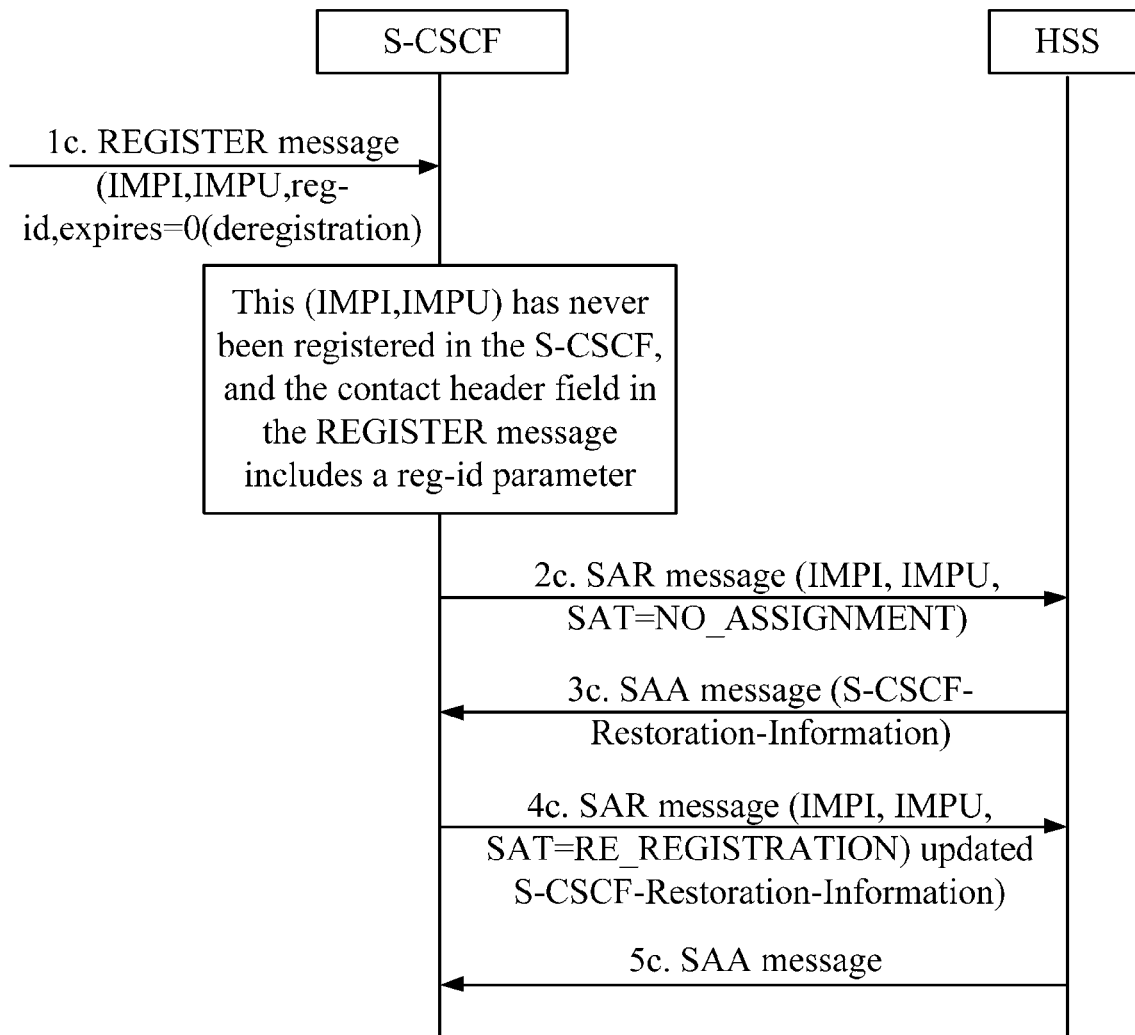 S-CSCF
HSS
1c. REGISTER message
(IMPI,IMPU,reg-
id,expires=0(deregistration)
This (IMPI,IMPU) has never
been registered in the S-CSCF,
and the contact header field in
the REGISTER message
includes a reg-id parameter
2c. SAR message (IMPI, IMPU,
SAT=NO_ASSIGNMENT)
3c. SAA message (S-CSCF-
Restoration-Information)
4c. SAR message (IMPI, IMPU,
SAT=RE_REGISTRATION) updated
S-CSCF-Restoration-Information)
5c. SAA message